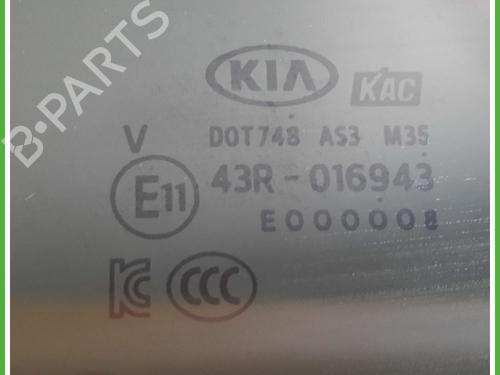 B-PARTS
KIA KAC
V DOT748 AS3 M35
E11 43R-016943
E000008
KC CCC